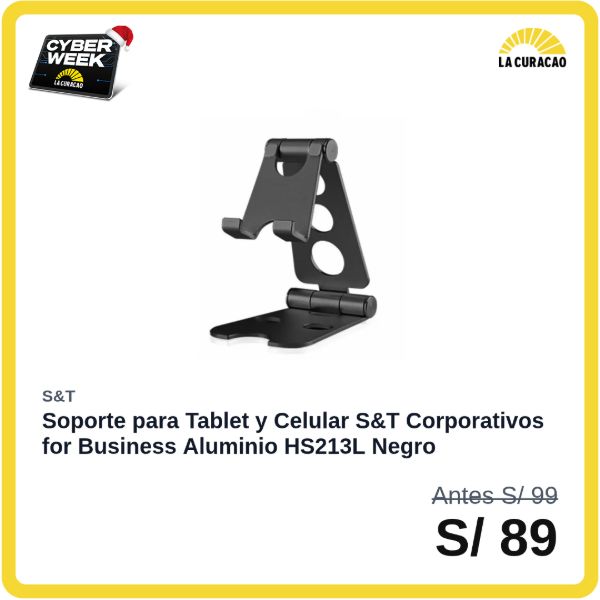 CYBER
WEEK
LA CURACAO
LA CURACAO
S&T
Soporte para Tablet y Celular S&T Corporativos
for Business Aluminio HS213L Negro
Antes S/ 99
S/ 89